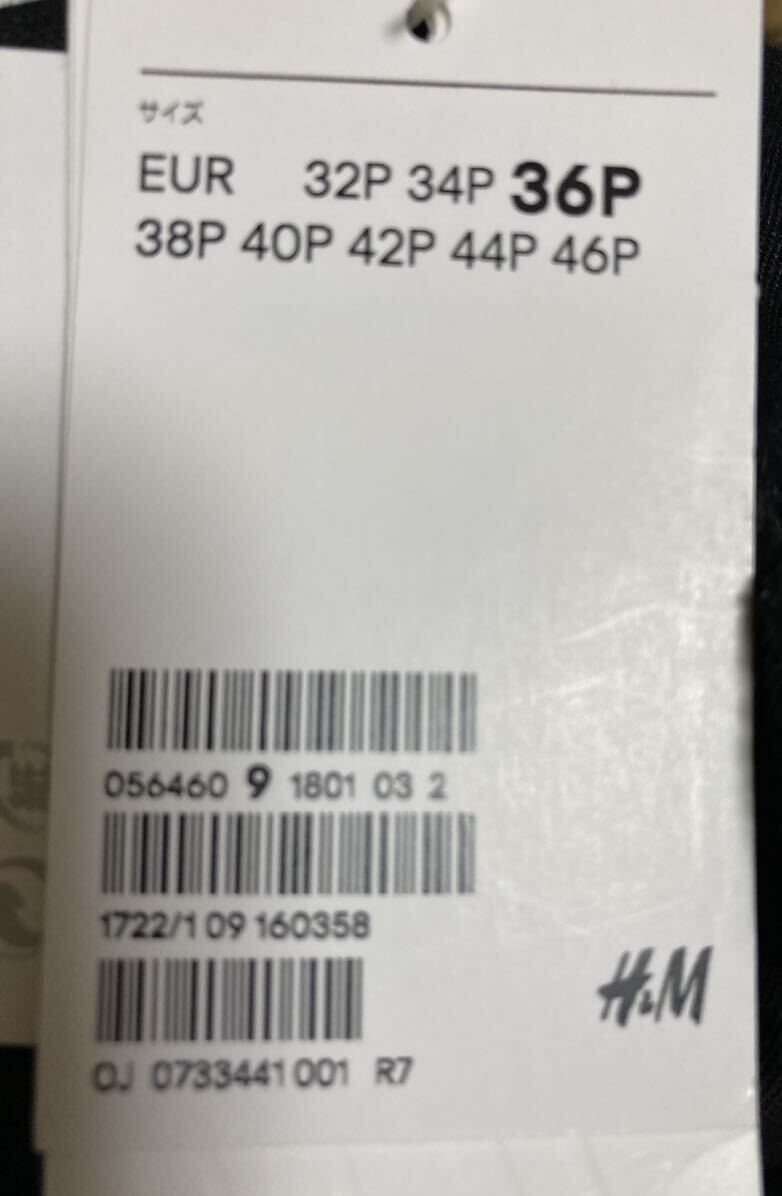 サイズ
EUR 32P 34P 36P
38P 40P 42P 44P 46P
056460 9 1801 03 2
1722/1 09 160358
H&M
OJ 0733441 001 R7